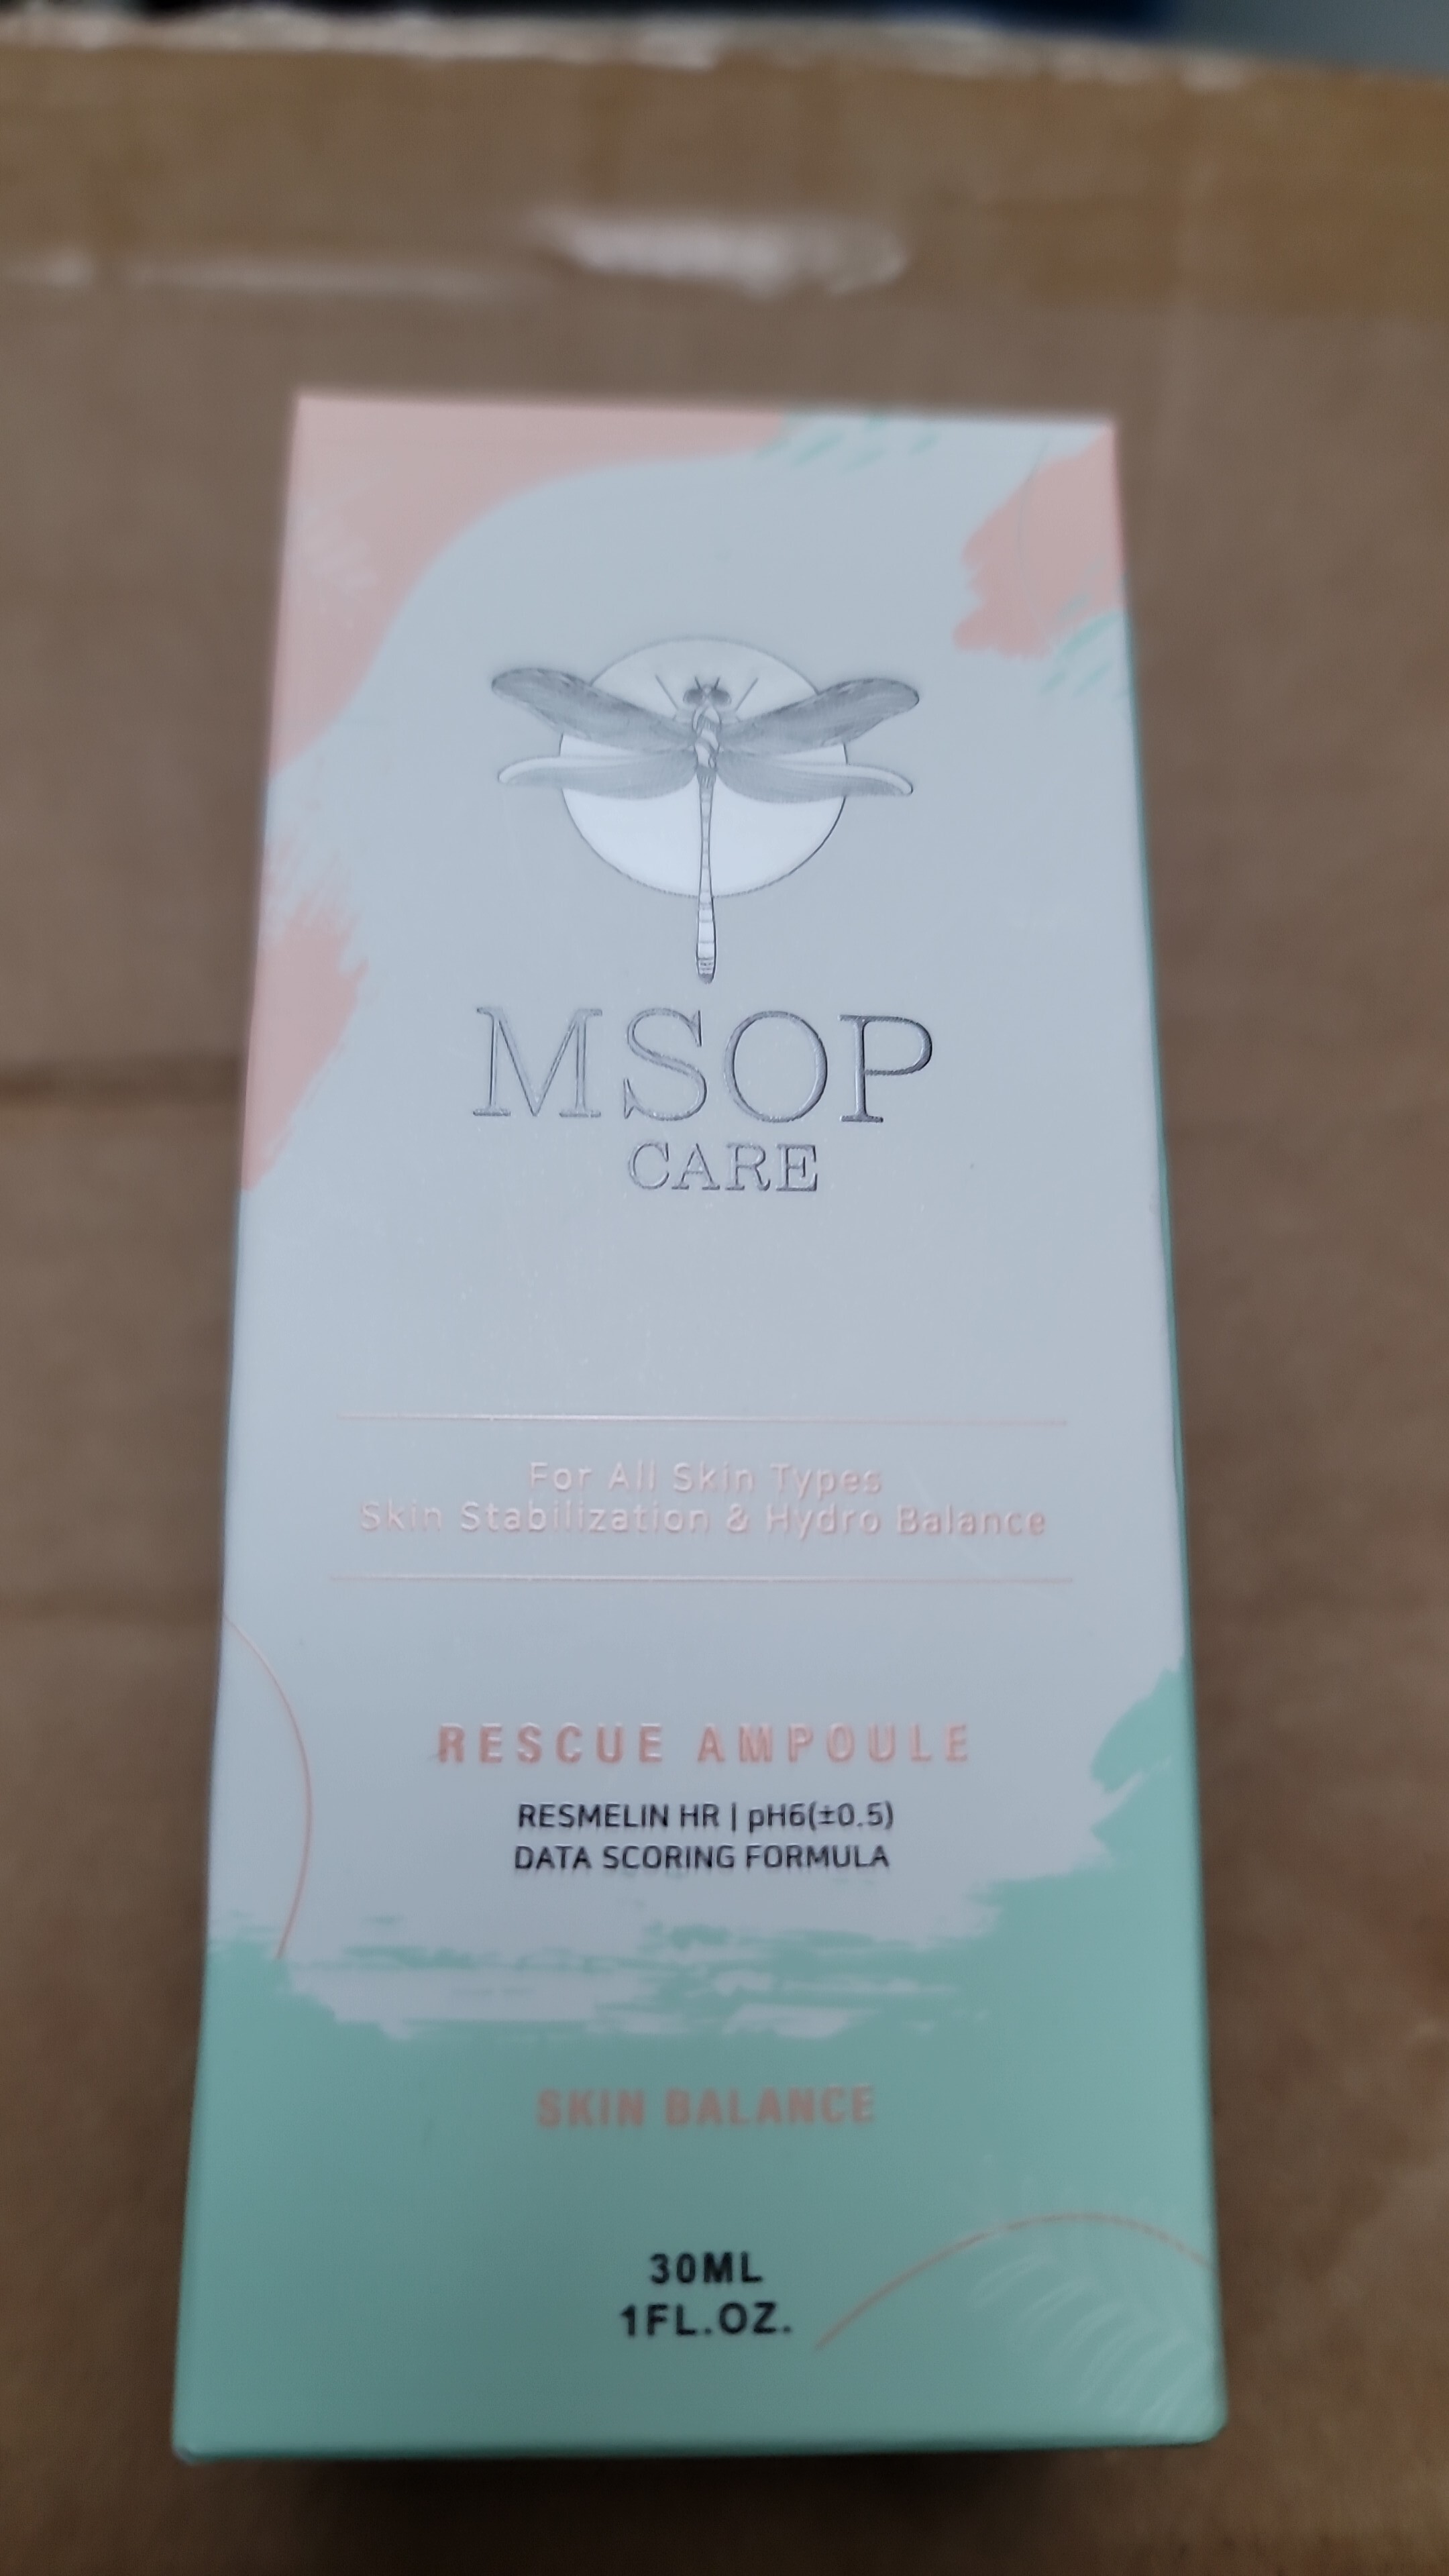 MSOP
CARE
For All Skin Types
Skin Stabilization & Hydro Balance
RESCUE AMPOULE
RESMELIN HR | pH6(±0.5)
DATA SCORING FORMULA
SKIN BALANCE
30ML
1FL.OZ.